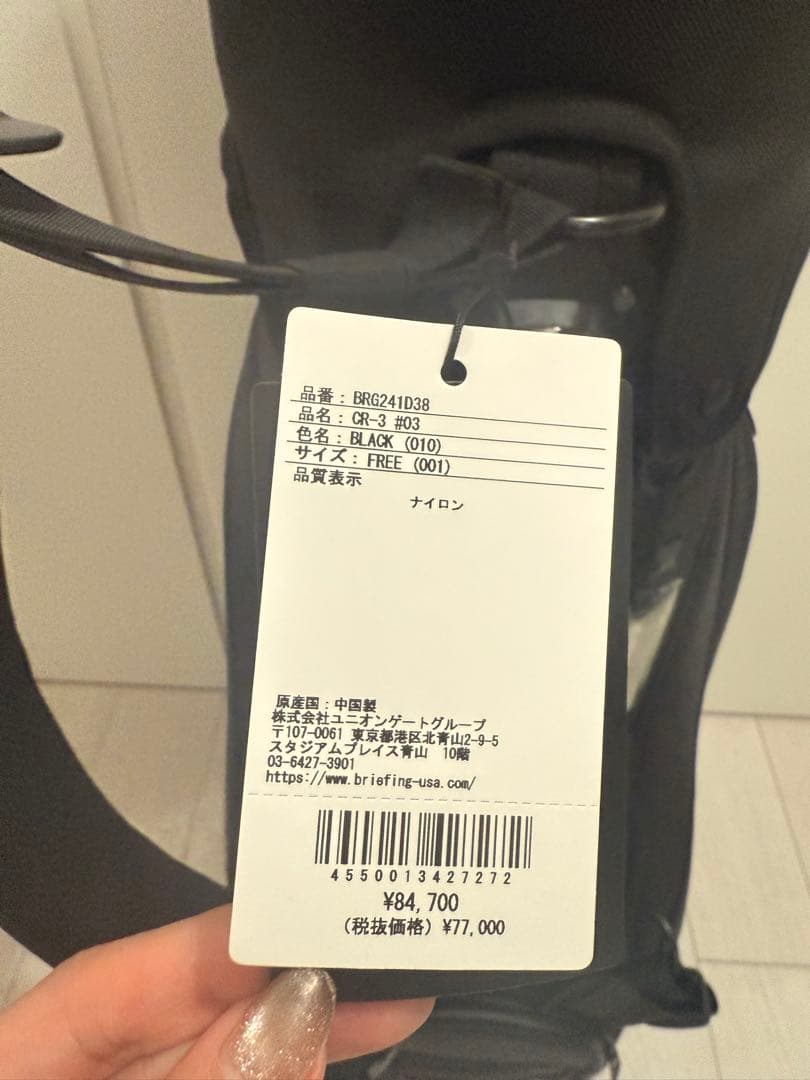 品番：BRG241D38
品名：CR-3 #03
色名：BLACK (010)
サイズ：FREE (001)
品質表示
ナイロン
原産国：中国製
株式会社ユニオンゲートグループ
〒107-0061 東京都港区北青山2-9-5
スタジアムプレイス青山 10階
03-6427-3901
https://www.briefing-usa.com/
4550013427272
¥84,700
(税抜価格) ¥77,000